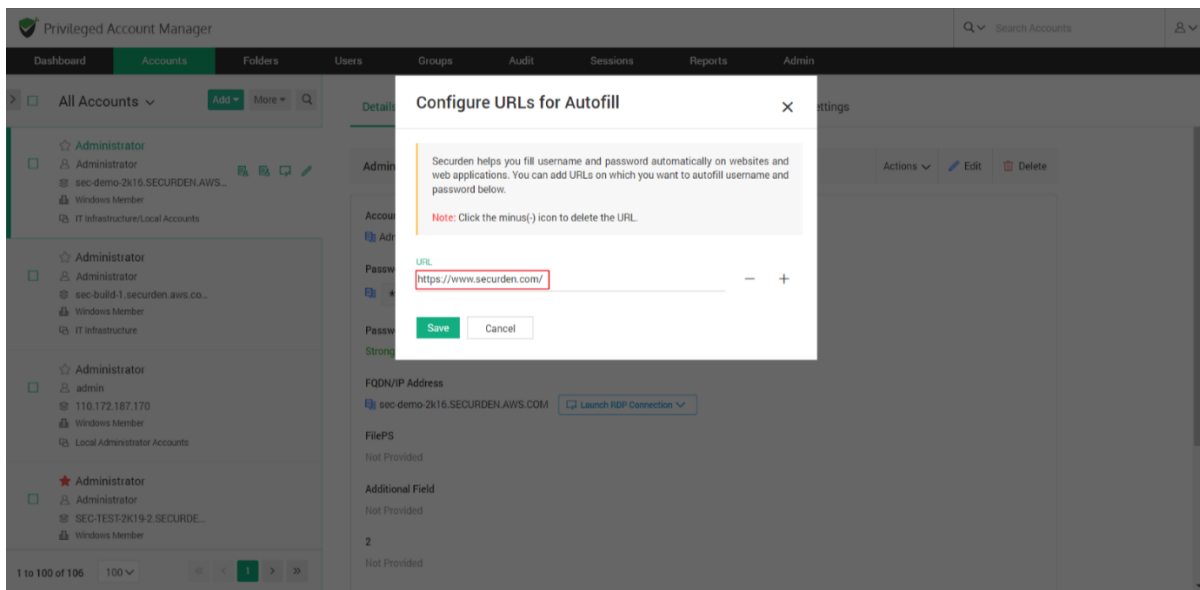 Privileged Account Manager
Search Accounts
Dashboard Accounts Folders Users Groups Audit Sessions Reports Admin
All Accounts
Add
More
Administrator
Administrator
sec-demo-2k16.SECURDEN.AWS...
Windows Member
IT Infrastructure/Local Accounts
Administrator
Administrator
sec-build-1.securden.aws.co...
Windows Member
IT Infrastructure
Administrator
admin
110.172.187.170
Windows Member
Local Administrator Accounts
Administrator
Administrator
SEC-TEST-2K19-2.SECURDE...
Windows Member
1 to 100 of 106
100
1
Details
ettings
Admin
Actions
Edit
Delete
Accou
Adr
Passw
Passw
Strong
FQDN/IP Address
sec-demo-2k16.SECURDEN.AWS.COM
Launch RDP Connection
FilePS
Not Provided
Additional Field
Not Provided
2
Not Provided
Configure URLs for Autofill
Securden helps you fill username and password automatically on websites and
web applications. You can add URLs on which you want to autofill username and
password below.
Note: Click the minus(-) icon to delete the URL.
URL
https://www.securden.com/
Save
Cancel